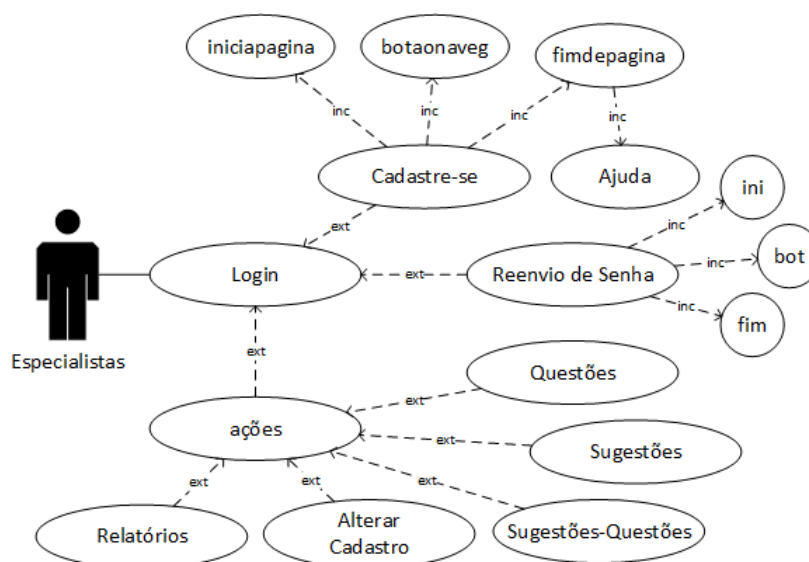 iniciapagina
botaonaveg
fimdepagina
inc
inc
inc
inc
Cadastre-se
Ajuda
ini
ext
inc
Login
ext
Reenvio de Senha
inc
bot
inc
fim
Especialistas
ext
Questões
ext
ações
ext
Sugestões
ext
ext
ext
Relatórios
Alterar
Cadastro
Sugestões-Questões